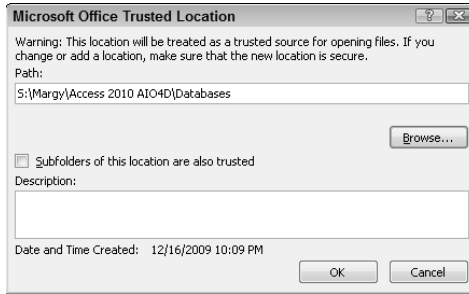 Microsoft Office Trusted Location
Warning: This location will be treated as a trusted source for opening files. If you
change or add a location, make sure that the new location is secure.
Path:
S:\Margy\Access 2010 AIO4D\Databases
Browse...
Subfolders of this location are also trusted
Description:
Date and Time Created: 12/16/2009 10:09 PM
OK Cancel